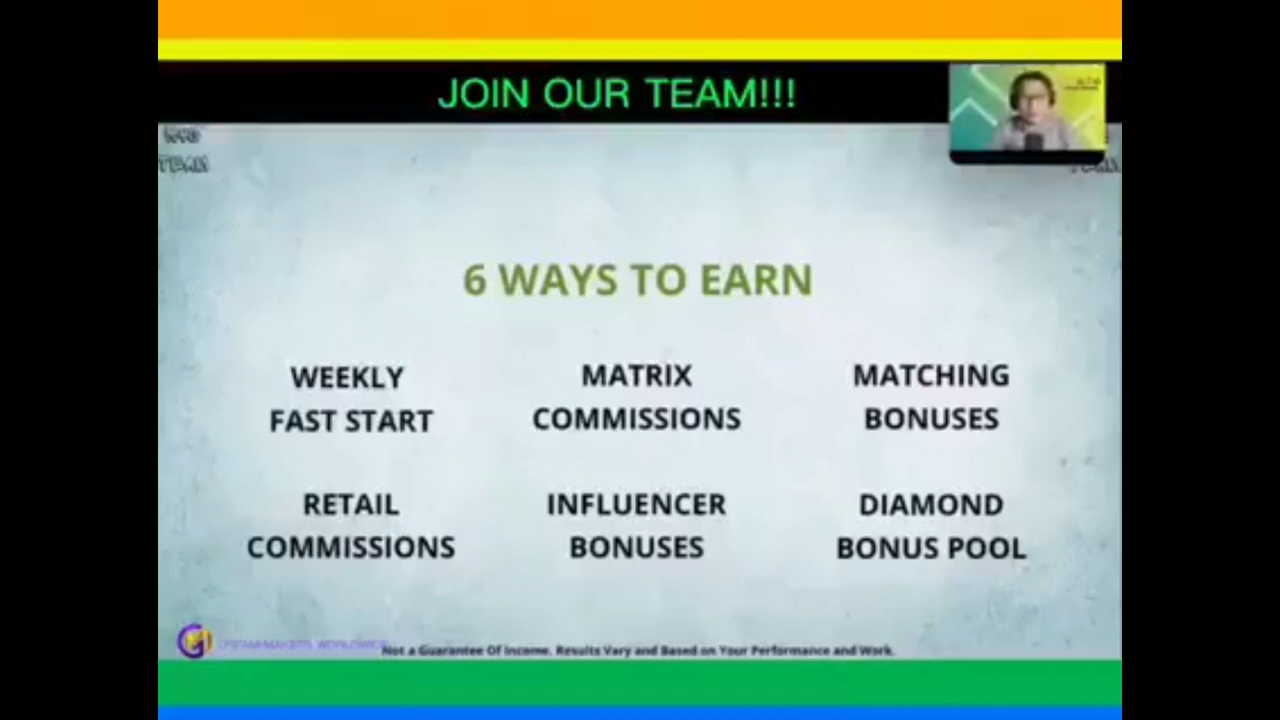 JOIN OUR TEAM!!!
TEAM
6 WAYS TO EARN
WEEKLY
FAST START
MATRIX
COMMISSIONS
MATCHING
BONUSES
RETAIL
COMMISSIONS
INFLUENCER
BONUSES
DIAMOND
BONUS POOL
Not a Guarantee Of Income. Results Vary and Based on Your Performance and Work.